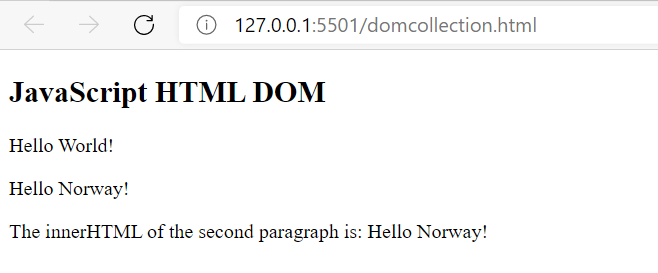 127.0.0.1:5501/domcollection.html
JavaScript HTML DOM
Hello World!
Hello Norway!
The innerHTML of the second paragraph is: Hello Norway!